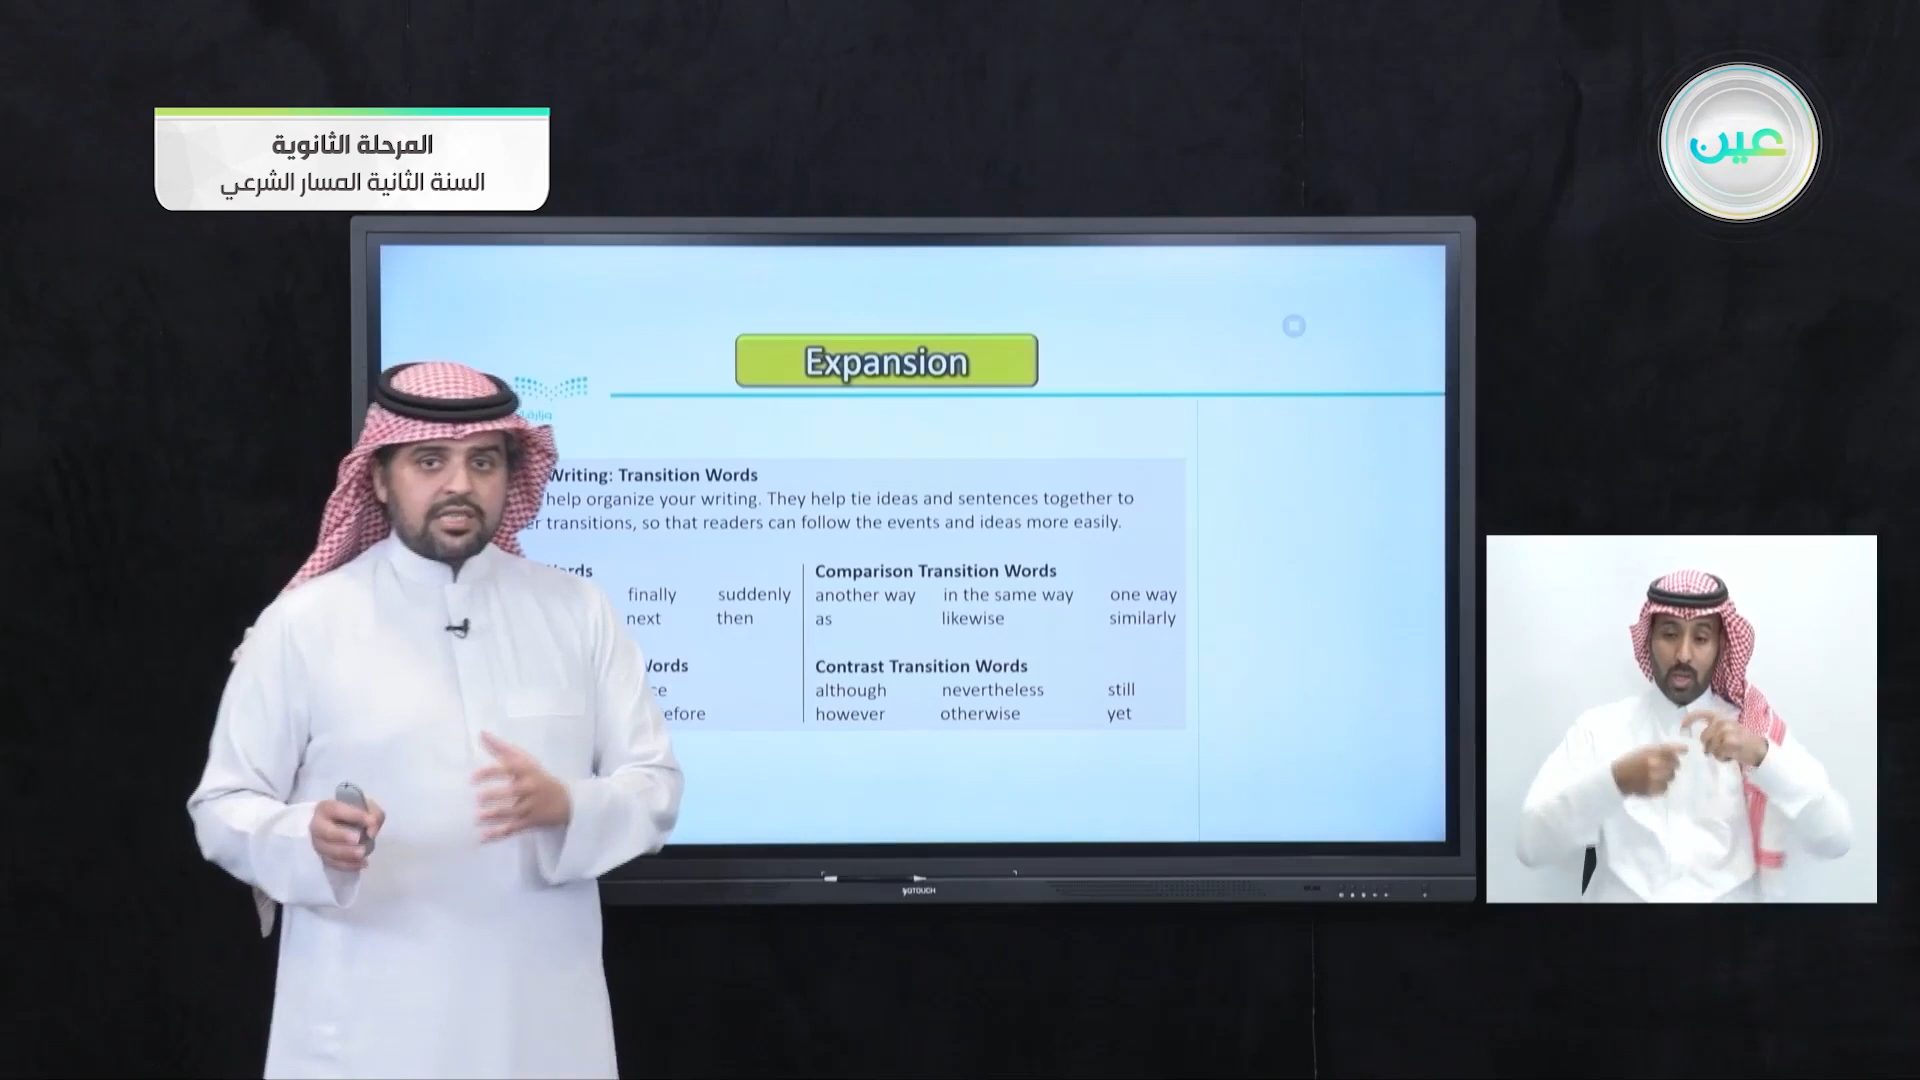 المرحلة الثانوية
السنة الثانية المسار الشرعي
عين
Expansion
Writing: Transition Words
help organize your writing. They help tie ideas and sentences together to
transitions, so that readers can follow the events and ideas more easily.
finally suddenly
next then
Comparison Transition Words
another way in the same way one way
as likewise similarly
Contrast Transition Words
although nevertheless still
however otherwise yet